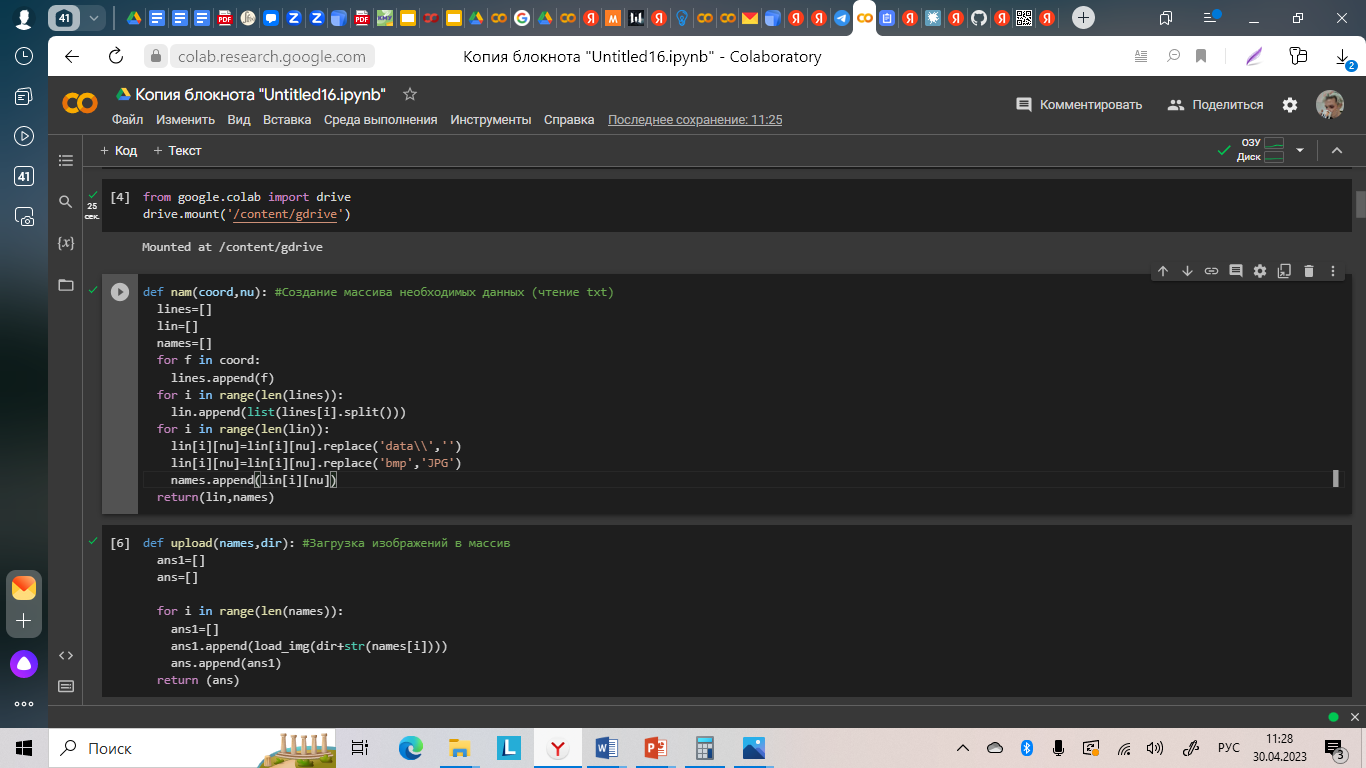 41
colab.research.google.com
Копия блокнота "Untitled16.ipynb" - Colaboratory
2
Копия блокнота "Untitled16.ipynb"
Комментировать
Поделиться
Файл Изменить Вид Вставка Среда выполнения Инструменты Справка Последнее сохранение: 11:25
+ Код + Текст
ОЗУ
Диск
41
25
сек.
[4]
from google.colab import drive
drive.mount('/content/gdrive')
Mounted at /content/gdrive
{x}
def nam(coord,nu): #Создание массива необходимых данных (чтение txt)
lines=[]
lin=[]
names=[]
for f in coord:
lines.append(f)
for i in range(len(lines)):
lin.append(list(lines[i].split()))
for i in range(len(lin)):
lin[i][nu]=lin[i][nu].replace('data\\','')
lin[i][nu]=lin[i][nu].replace('bmp','JPG')
names.append(lin[i][nu])
return(lin,names)
[6]
def upload(names,dir): #Загрузка изображений в массив
ans1=[]
ans=[]
for i in range(len(names)):
ans1=[]
ans1.append(load_img(dir+str(names[i])))
ans.append(ans1)
return (ans)
Поиск
РУС
11:28
30.04.2023
3